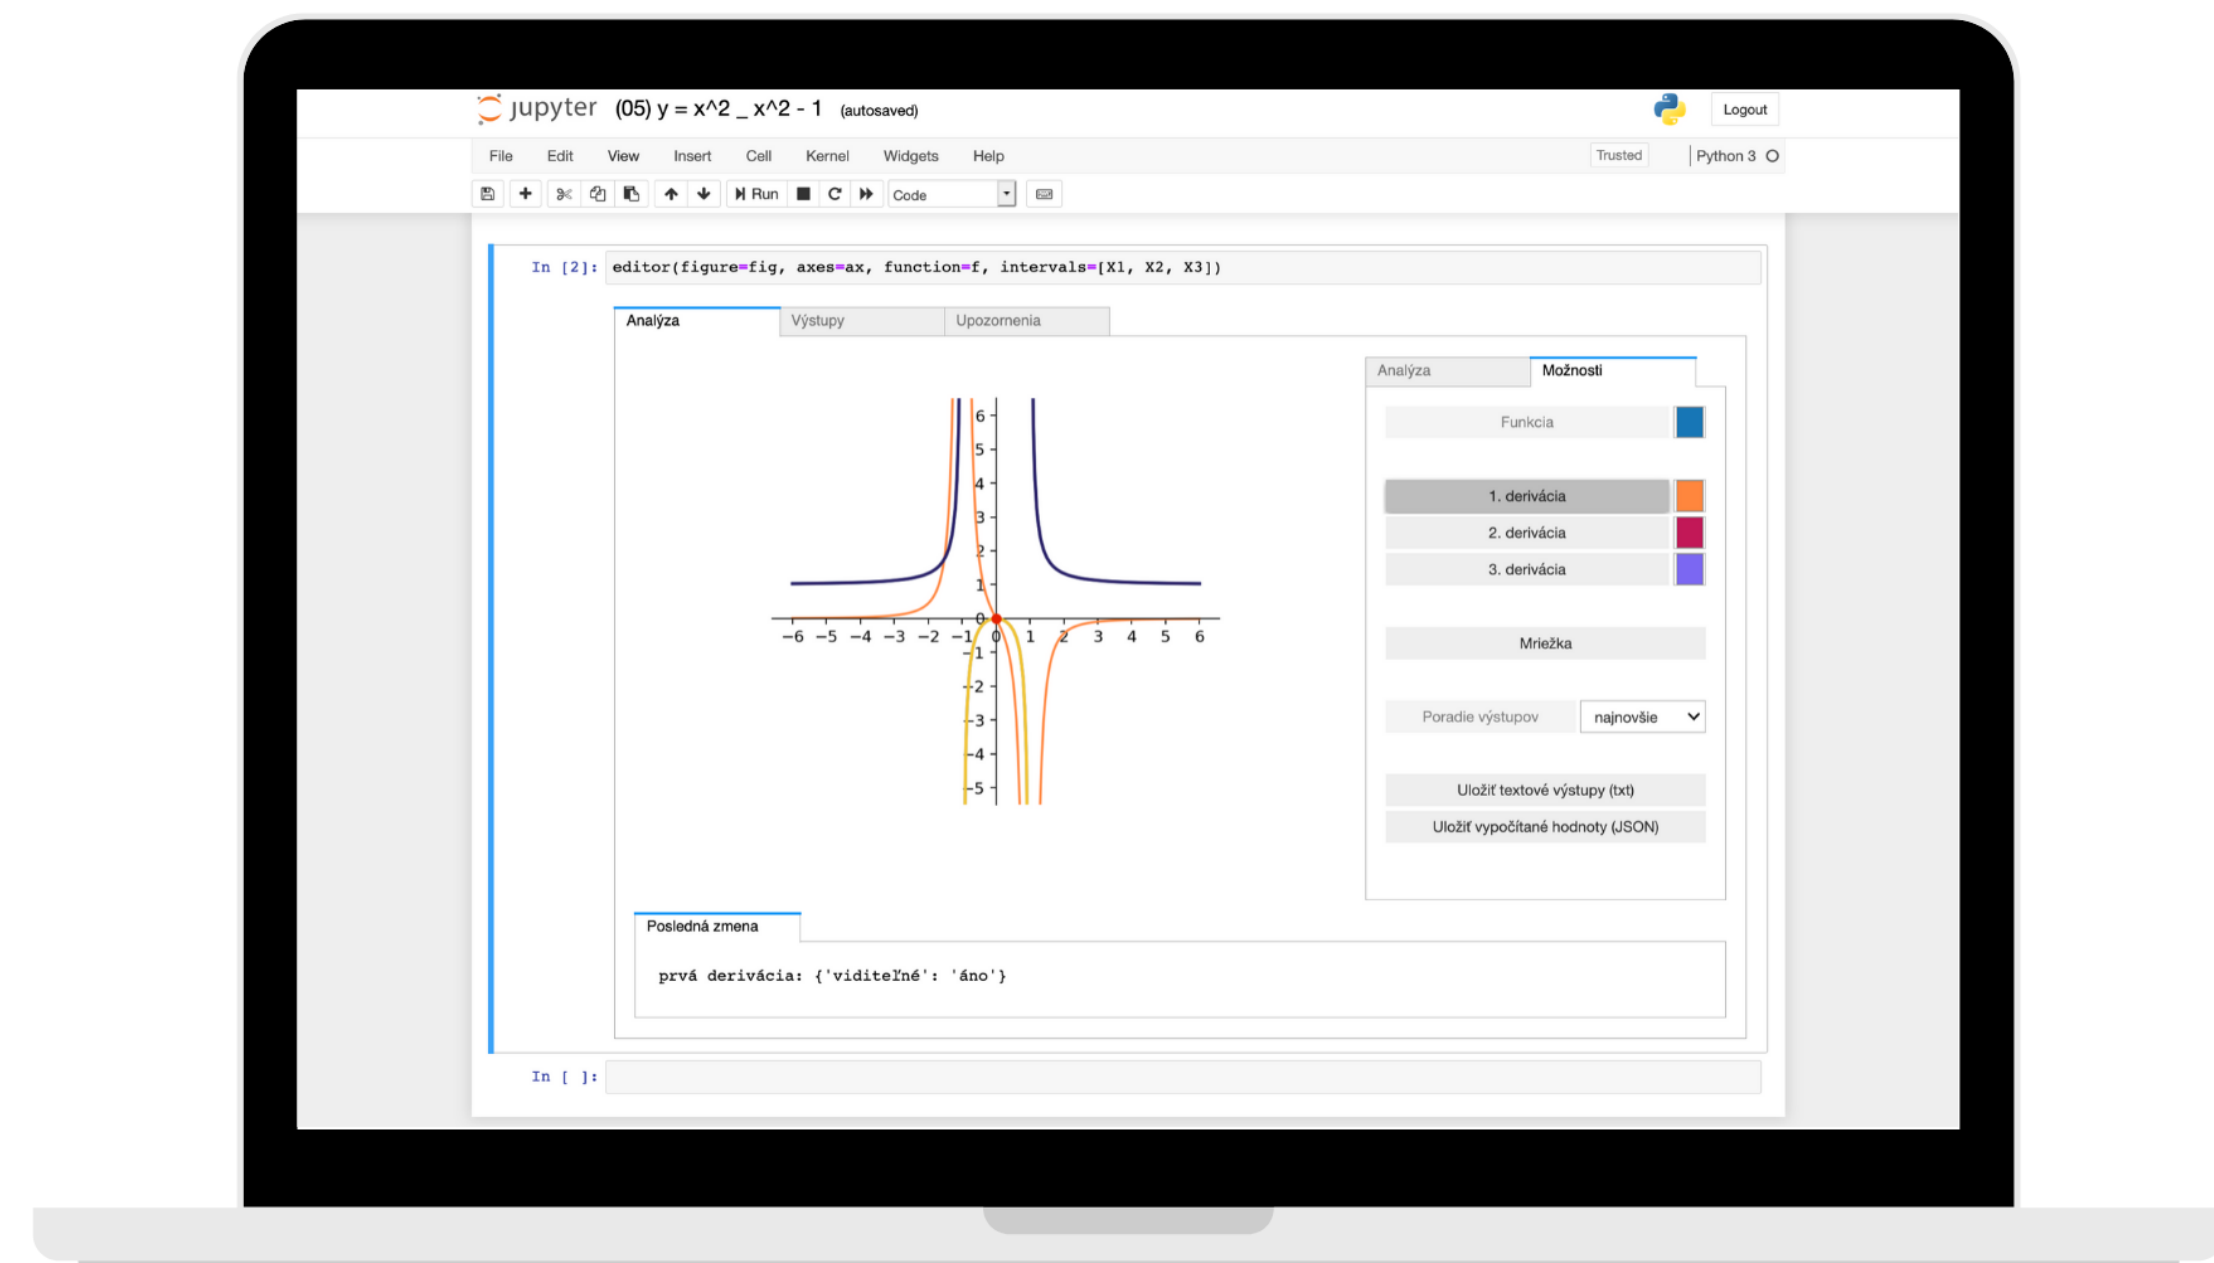 jupyter (05) y = x^2 _ x^2 - 1 (autosaved)
Logout
File Edit View Insert Cell Kernel Widgets Help
Trusted
Python 3
Run
Code
In [2]: editor(figure=fig, axes=ax, function=f, intervals=[X1, X2, X3])
Analýza Výstupy Upozornenia
Analýza Možnosti
Funkcia
1. derivácia
2. derivácia
3. derivácia
Mriežka
Poradie výstupov najnovšie
Uložiť textové výstupy (txt)
Uložiť vypočítané hodnoty (JSON)
6
5
4
3
2
1
0
−6 −5 −4 −3 −2 −1 0 1 2 3 4 5 6
−1
−2
−3
−4
−5
Posledná zmena
prvá derivácia: {'viditeľné': 'áno'}
In [ ]: